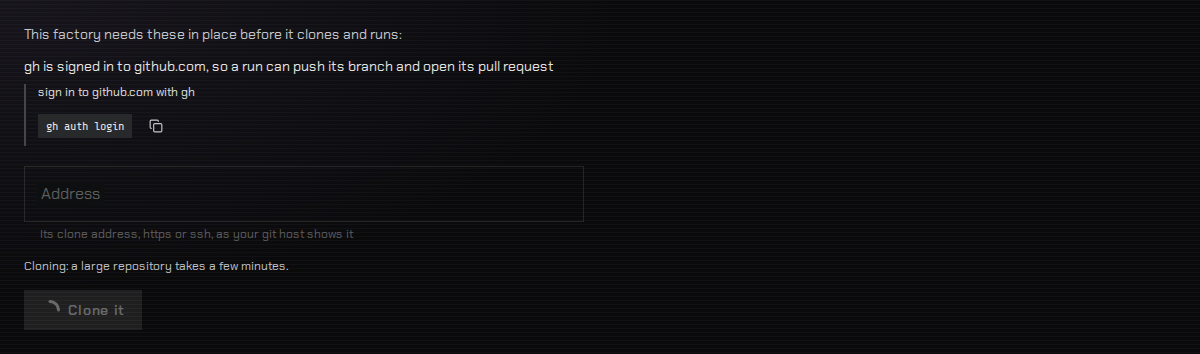 This factory needs these in place before it clones and runs:
gh is signed in to github.com, so a run can push its branch and open its pull request
sign in to github.com with gh
gh auth login
Address
Its clone address, https or ssh, as your git host shows it
Cloning: a large repository takes a few minutes.
Clone it